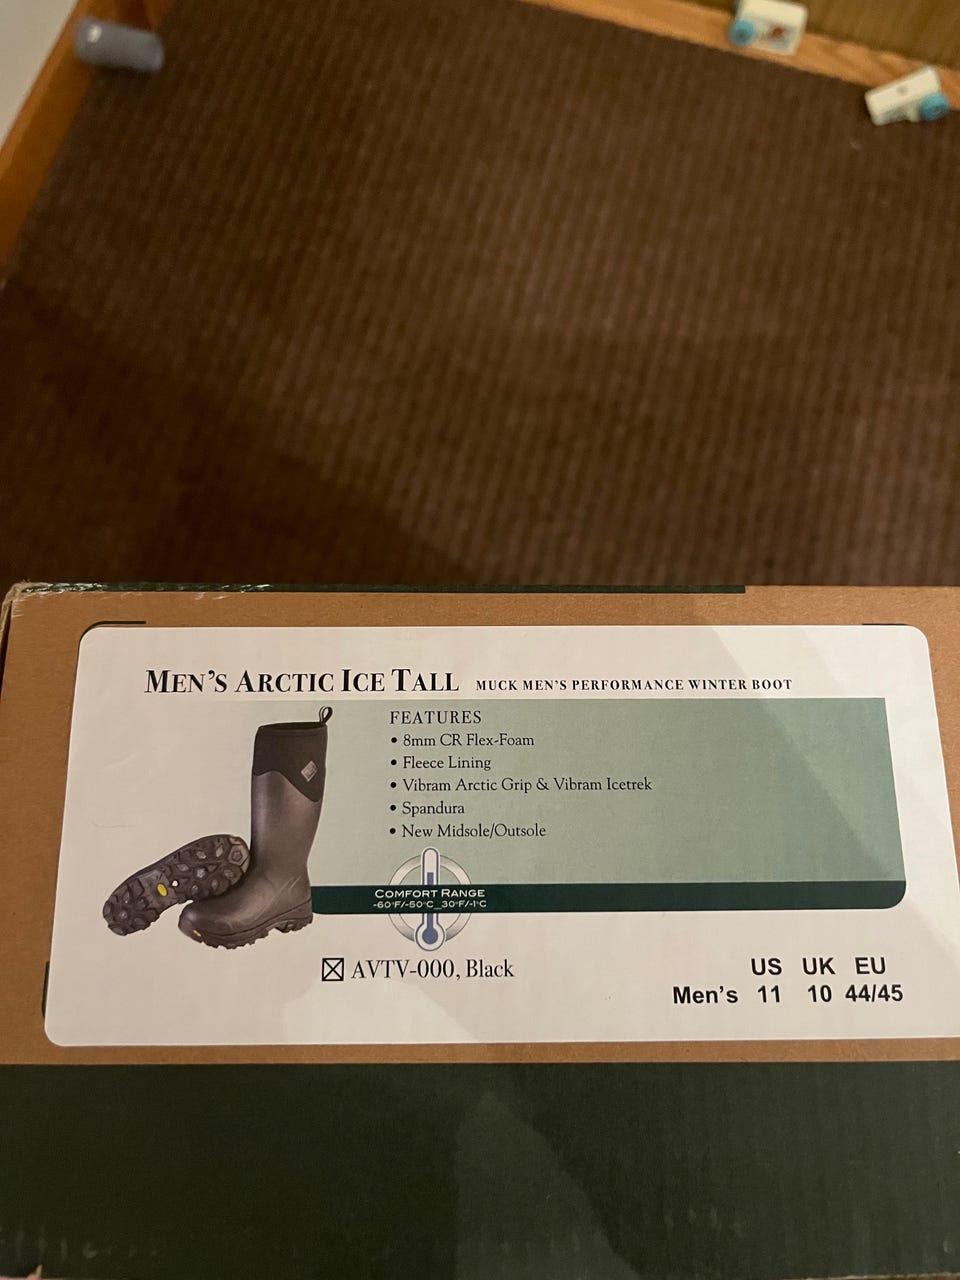 MEN'S ARCTIC ICE TALL MUCK MEN'S PERFORMANCE WINTER BOOT
FEATURES
• 8mm CR Flex-Foam
• Fleece Lining
• Vibram Arctic Grip & Vibram Icetrek
• Spandura
• New Midsole/Outsole
COMFORT RANGE
-60°F/-50°C_30°F/-1°C
AVTV-000, Black
US UK EU
Men's 11 10 44/45